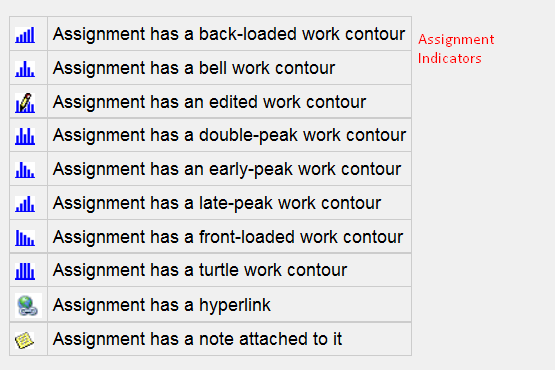 Assignment has a back-loaded work contour
Assignment
Indicators
Assignment has a bell work contour
Assignment has an edited work contour
Assignment has a double-peak work contour
Assignment has an early-peak work contour
Assignment has a late-peak work contour
Assignment has a front-loaded work contour
Assignment has a turtle work contour
Assignment has a hyperlink
Assignment has a note attached to it